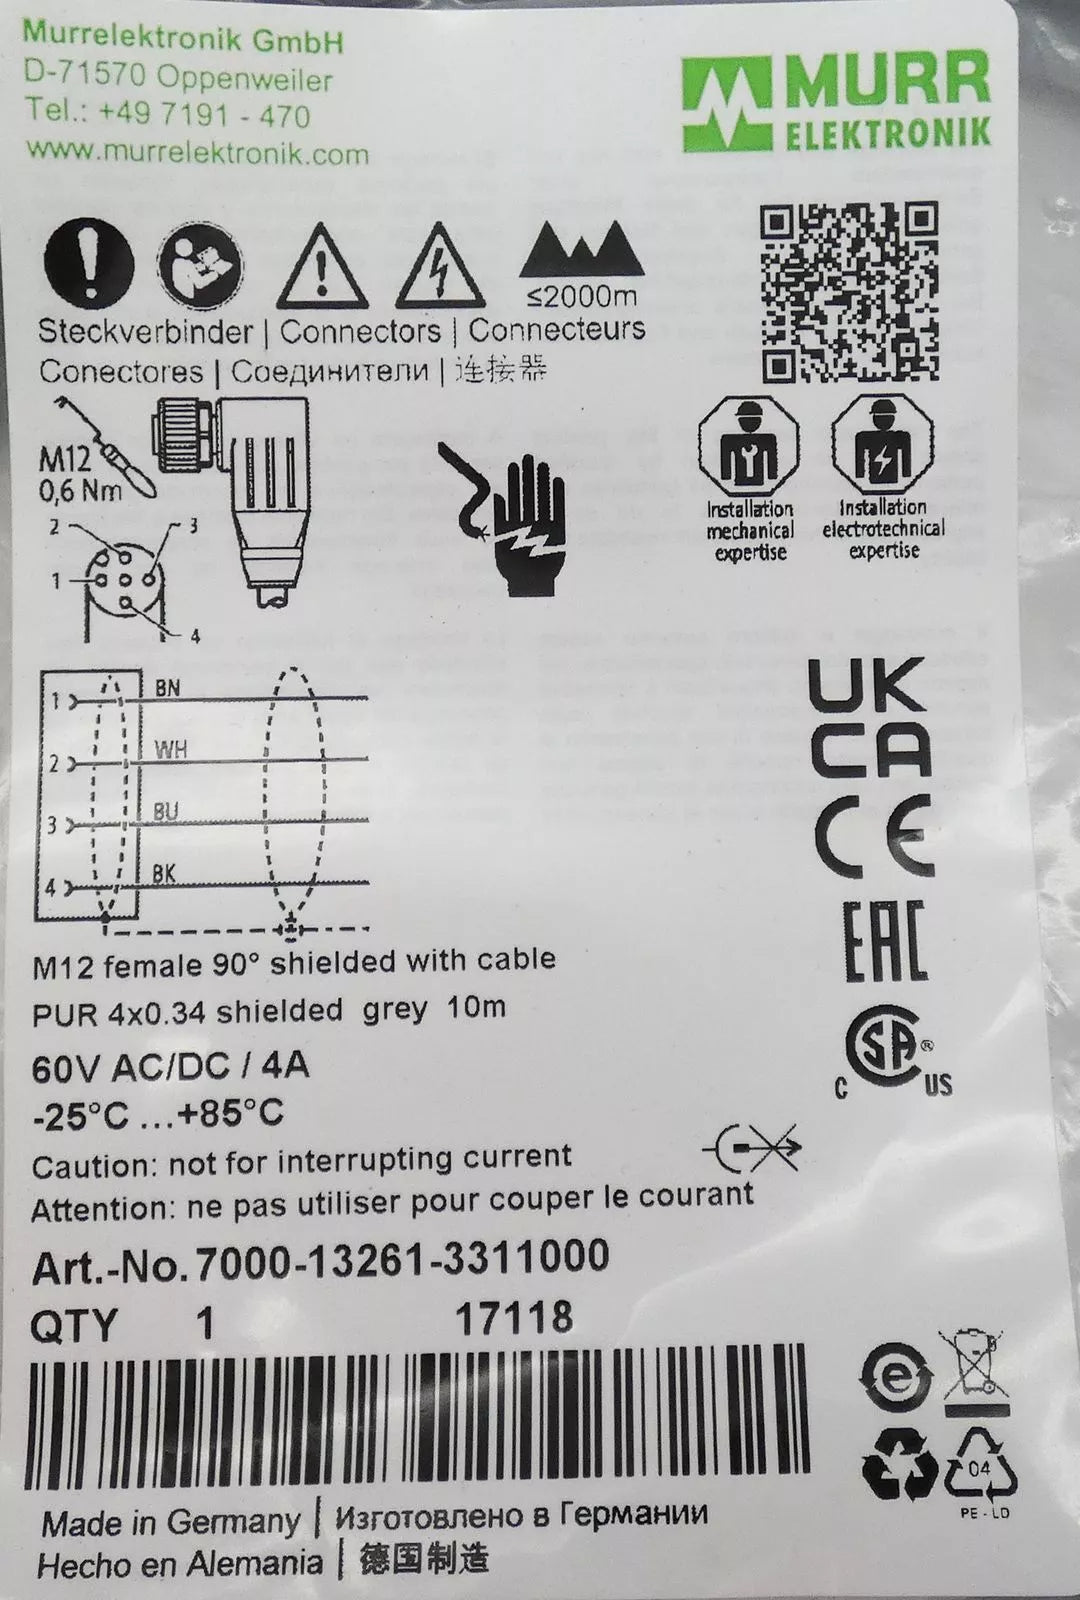 Murrelektronik GmbH
D-71570 Oppenweiler
Tel.: +49 7191 - 470
www.murrelektronik.com
MURR
ELEKTRONIK
≤2000m
Steckverbinder | Connectors | Connecteurs
Conectores | Соединители | 连接器
M12
0,6 Nm
2
3
1
4
Installation
mechanical
expertise
Installation
electrotechnical
expertise
1 BN
2 WH
3 BU
4 BK
UK
CA
CE
EAC
CSA®
C US
M12 female 90° shielded with cable
PUR 4x0.34 shielded grey 10m
60V AC/DC / 4A
-25°C ...+85°C
Caution: not for interrupting current
Attention: ne pas utiliser pour couper le courant
Art.-No. 7000-13261-3311000
QTY 1 17118
e
04
PE-LD
Made in Germany | Изготовлено в Германии
Hecho en Alemania | 德国制造